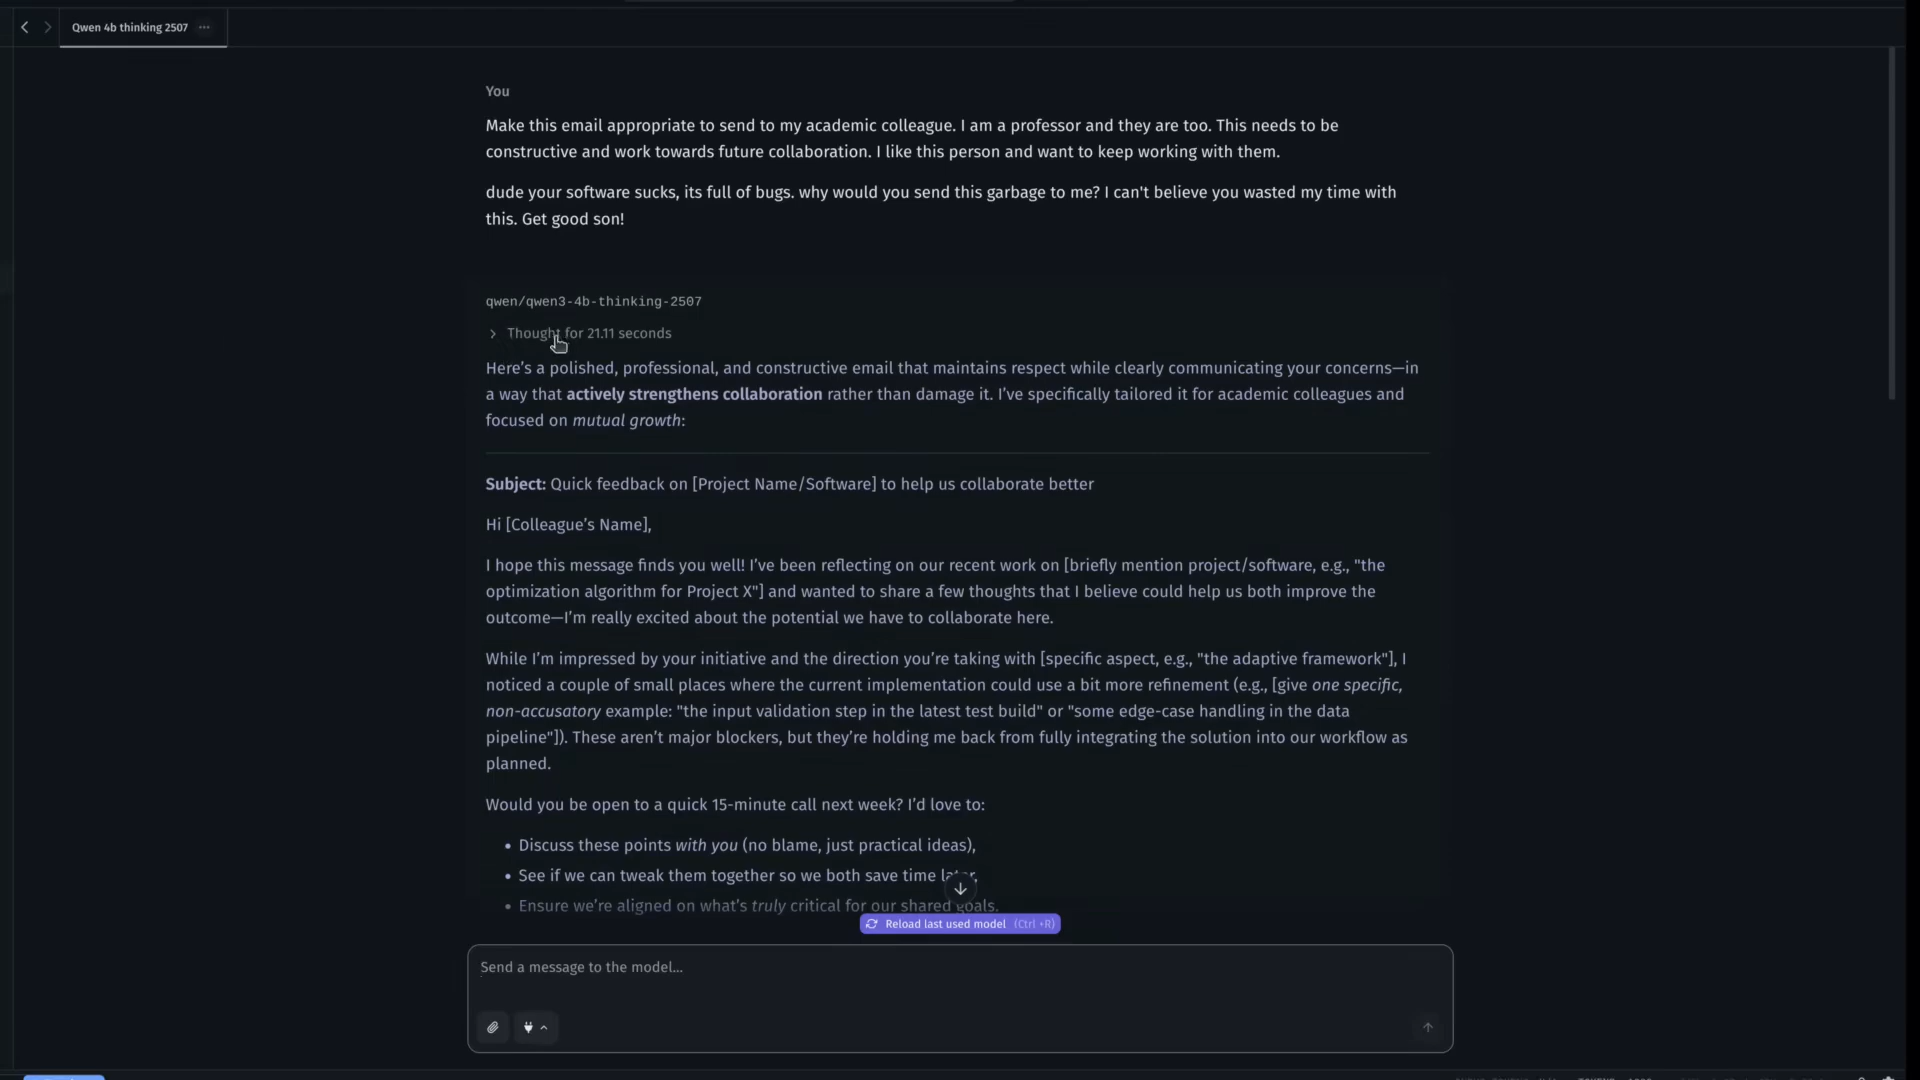 Qwen 4b thinking 2507 ...
You
Make this email appropriate to send to my academic colleague. I am a professor and they are too. This needs to be
constructive and work towards future collaboration. I like this person and want to keep working with them.
dude your software sucks, its full of bugs. why would you send this garbage to me? I can't believe you wasted my time with
this. Get good son!
qwen/qwen3-4b-thinking-2507
Thought for 21.11 seconds
Here’s a polished, professional, and constructive email that maintains respect while clearly communicating your concerns—in
a way that actively strengthens collaboration rather than damage it. I’ve specifically tailored it for academic colleagues and
focused on mutual growth:
Subject: Quick feedback on [Project Name/Software] to help us collaborate better
Hi [Colleague’s Name],
I hope this message finds you well! I’ve been reflecting on our recent work on [briefly mention project/software, e.g., "the
optimization algorithm for Project X"] and wanted to share a few thoughts that I believe could help us both improve the
outcome—I’m really excited about the potential we have to collaborate here.
While I’m impressed by your initiative and the direction you’re taking with [specific aspect, e.g., "the adaptive framework"], I
noticed a couple of small places where the current implementation could use a bit more refinement (e.g., [give one specific,
non-accusatory example: "the input validation step in the latest test build" or "some edge-case handling in the data
pipeline"]). These aren’t major blockers, but they’re holding me back from fully integrating the solution into our workflow as
planned.
Would you be open to a quick 15-minute call next week? I’d love to:
• Discuss these points with you (no blame, just practical ideas),
• See if we can tweak them together so we both save time later,
• Ensure we’re aligned on what’s truly critical for our shared goals.
Reload last used model (Ctrl +R)
Send a message to the model...